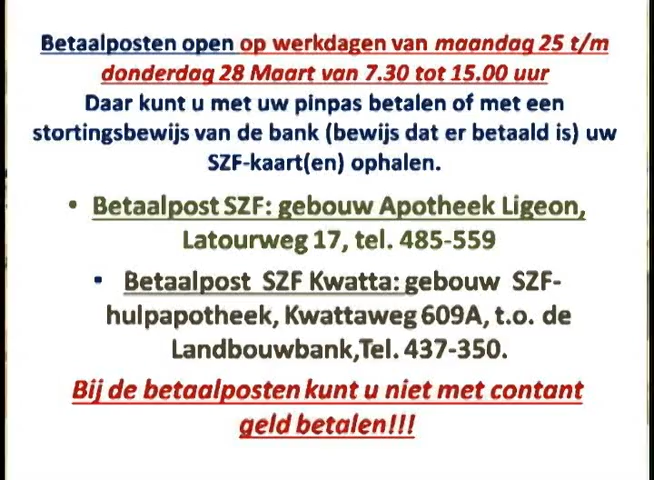 Betaalposten open op werkdagen van maandag 25 t/m
donderdag 28 Maart van 7.30 tot 15.00 uur
Daar kunt u met uw pinpas betalen of met een
stortingsbewijs van de bank (bewijs dat er betaald is) uw
SZF-kaart(en) ophalen.
• Betaalpost SZF: gebouw Apotheek Ligeon,
Latourweg 17, tel. 485-559
▪ Betaalpost SZF Kwatta: gebouw SZF-
hulpapotheek, Kwattaweg 609A, t.o. de
Landbouwbank,Tel. 437-350.
Bij de betaalposten kunt u niet met contant
geld betalen!!!